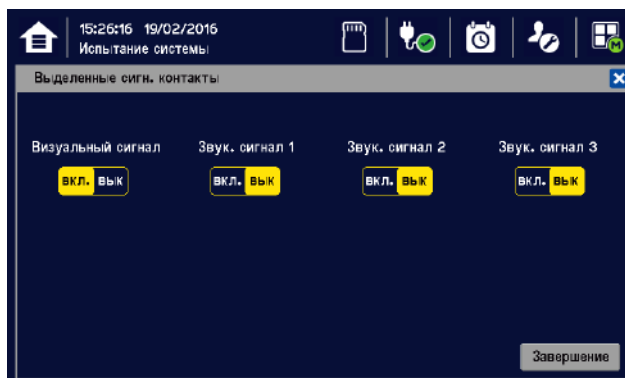 15:26:16 19/02/2016
Испытание системы
M
Выделенные сигн. контакты
Визуальный сигнал Звук. сигнал 1 Звук. сигнал 2 Звук. сигнал 3
вкл. вык вкл. вык вкл. вык вкл. вык
Завершение